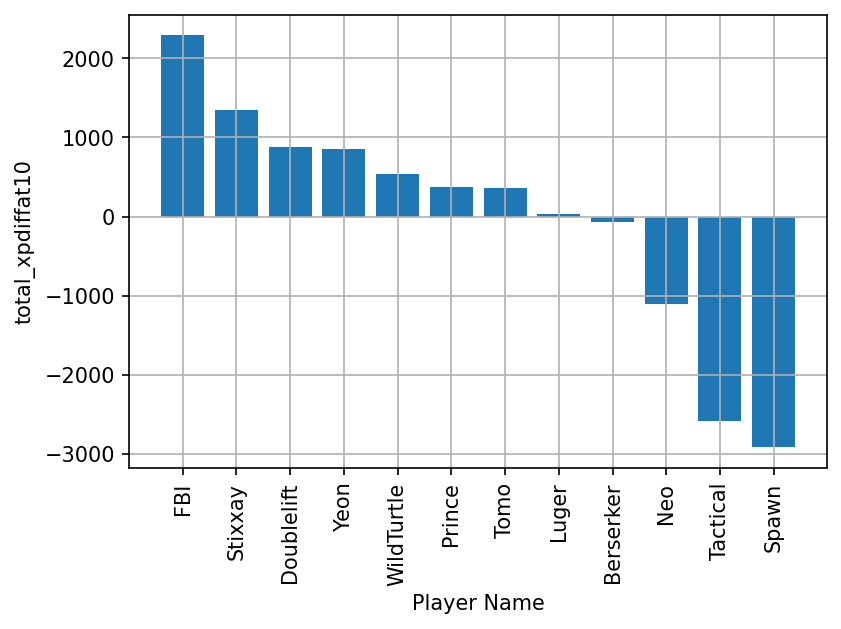 total_xpdiffat10
2000
1000
0
−1000
−2000
−3000
FBI
Stixxay
Doublelift
Yeon
WildTurtle
Prince
Tomo
Luger
Berserker
Neo
Tactical
Spawn
Player Name